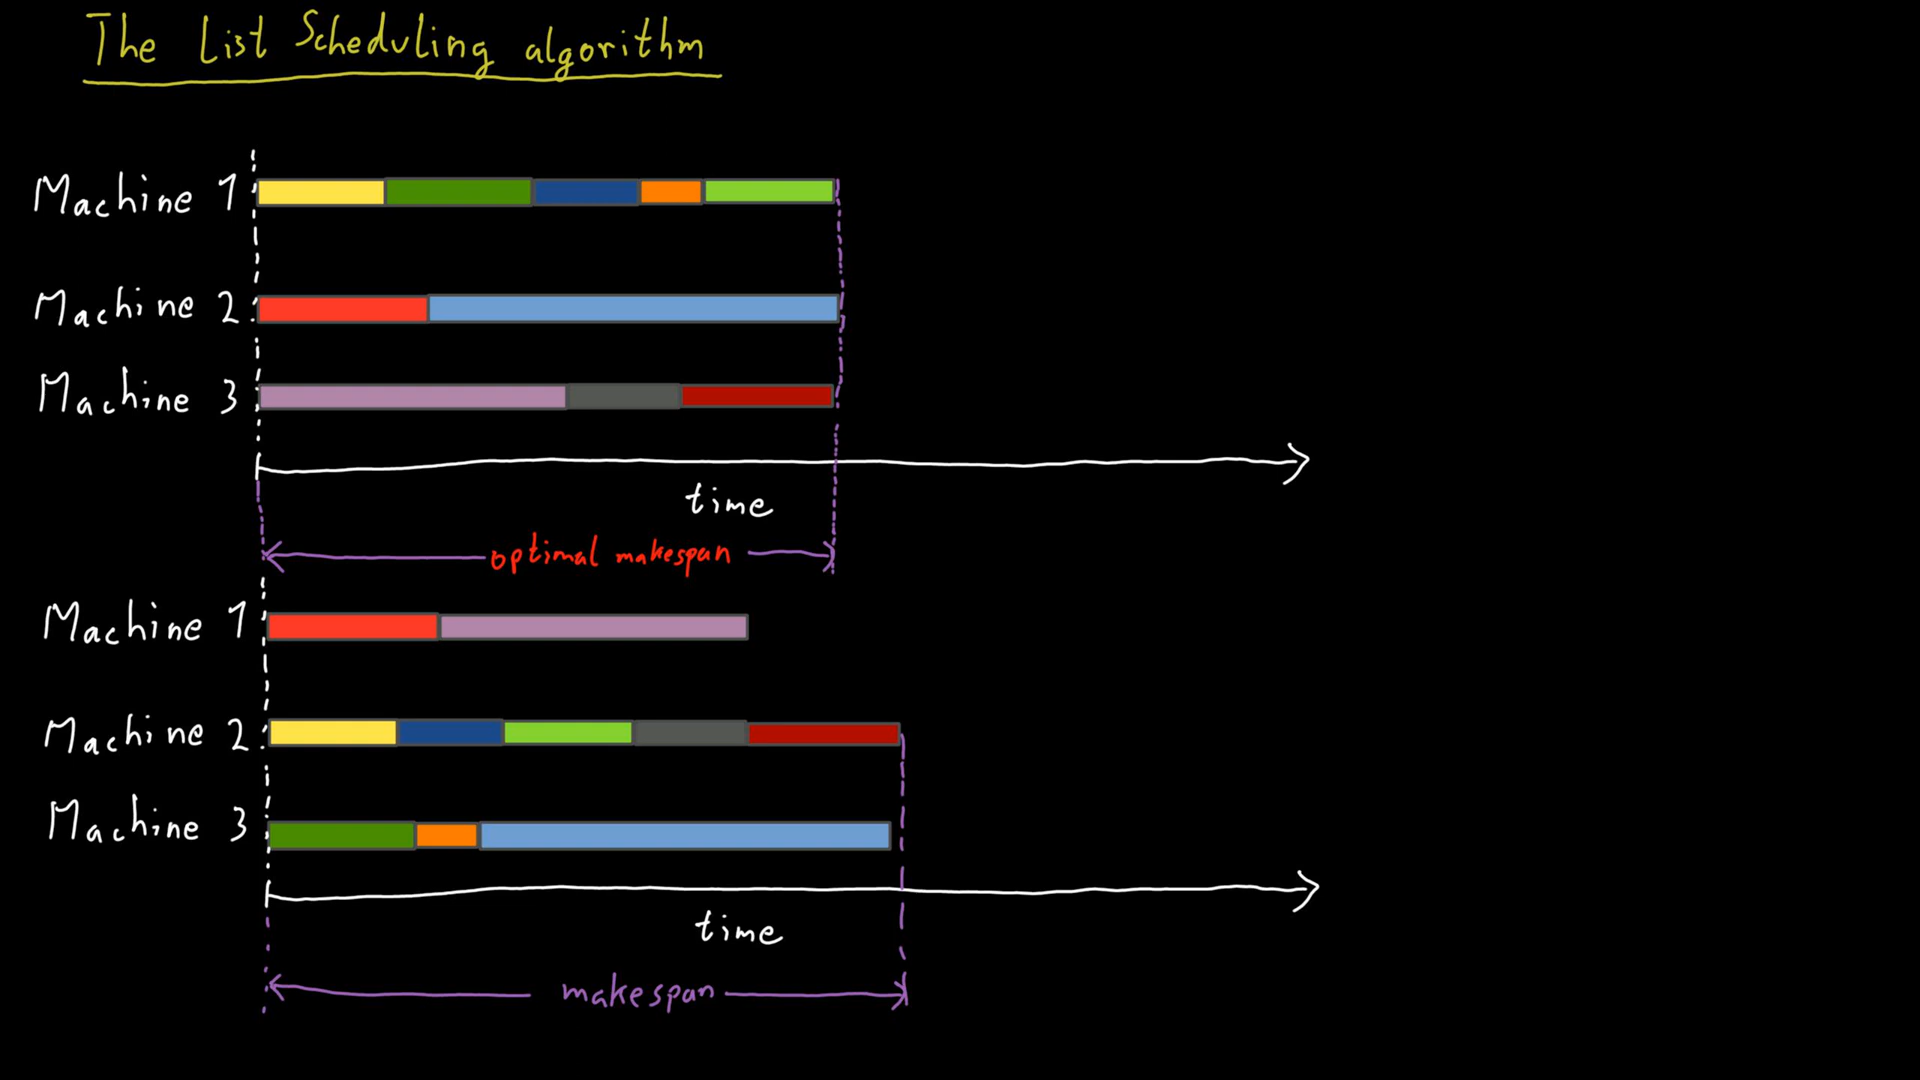 The List Scheduling algorithm
Machine 1
Machine 2
Machine 3
time
optimal makespan
Machine 1
Machine 2
Machine 3
time
makespan